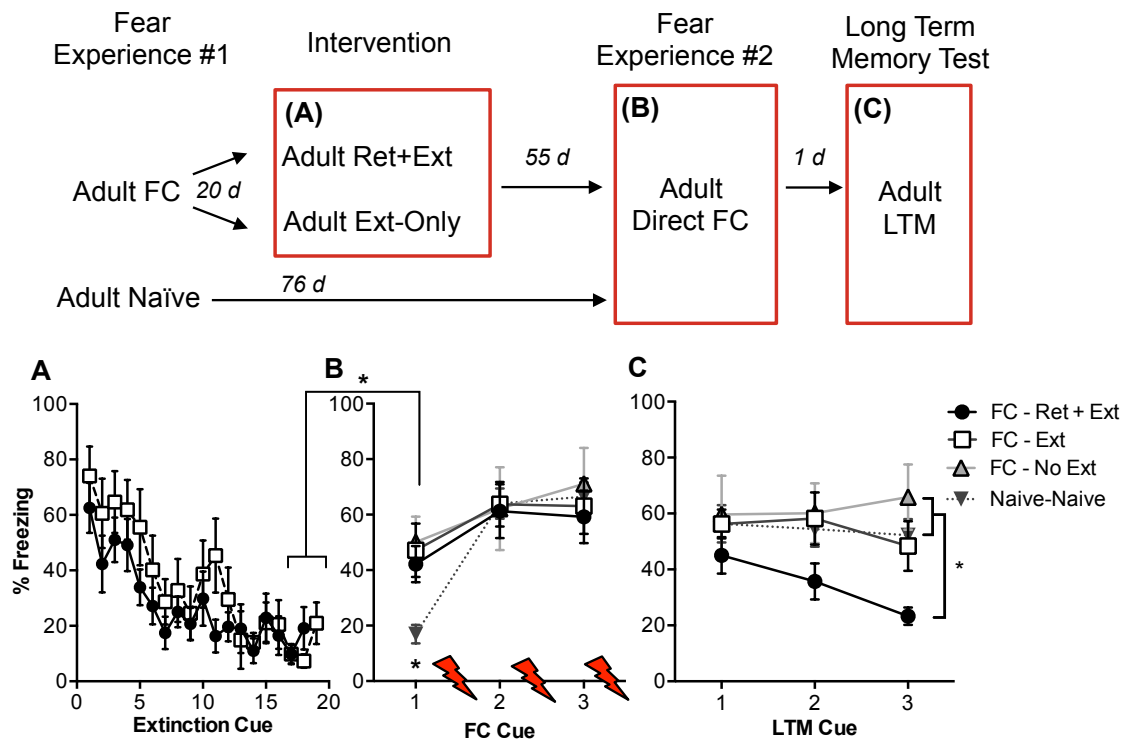 Fear
Experience #1
Intervention
Fear
Experience #2
Long Term
Memory Test
(A)
Adult Ret+Ext
Adult Ext-Only
Adult FC
20 d
55 d
(B)
Adult
Direct FC
1 d
(C)
Adult
LTM
Adult Naïve
76 d
A
% Freezing
100
80
60
40
20
0
0
5
10
15
20
Extinction Cue
*
B
100
80
60
40
20
0
*
1
2
3
FC Cue
C
100
80
60
40
20
0
*
1
2
3
LTM Cue
FC - Ret + Ext
FC - Ext
FC - No Ext
Naive-Naive